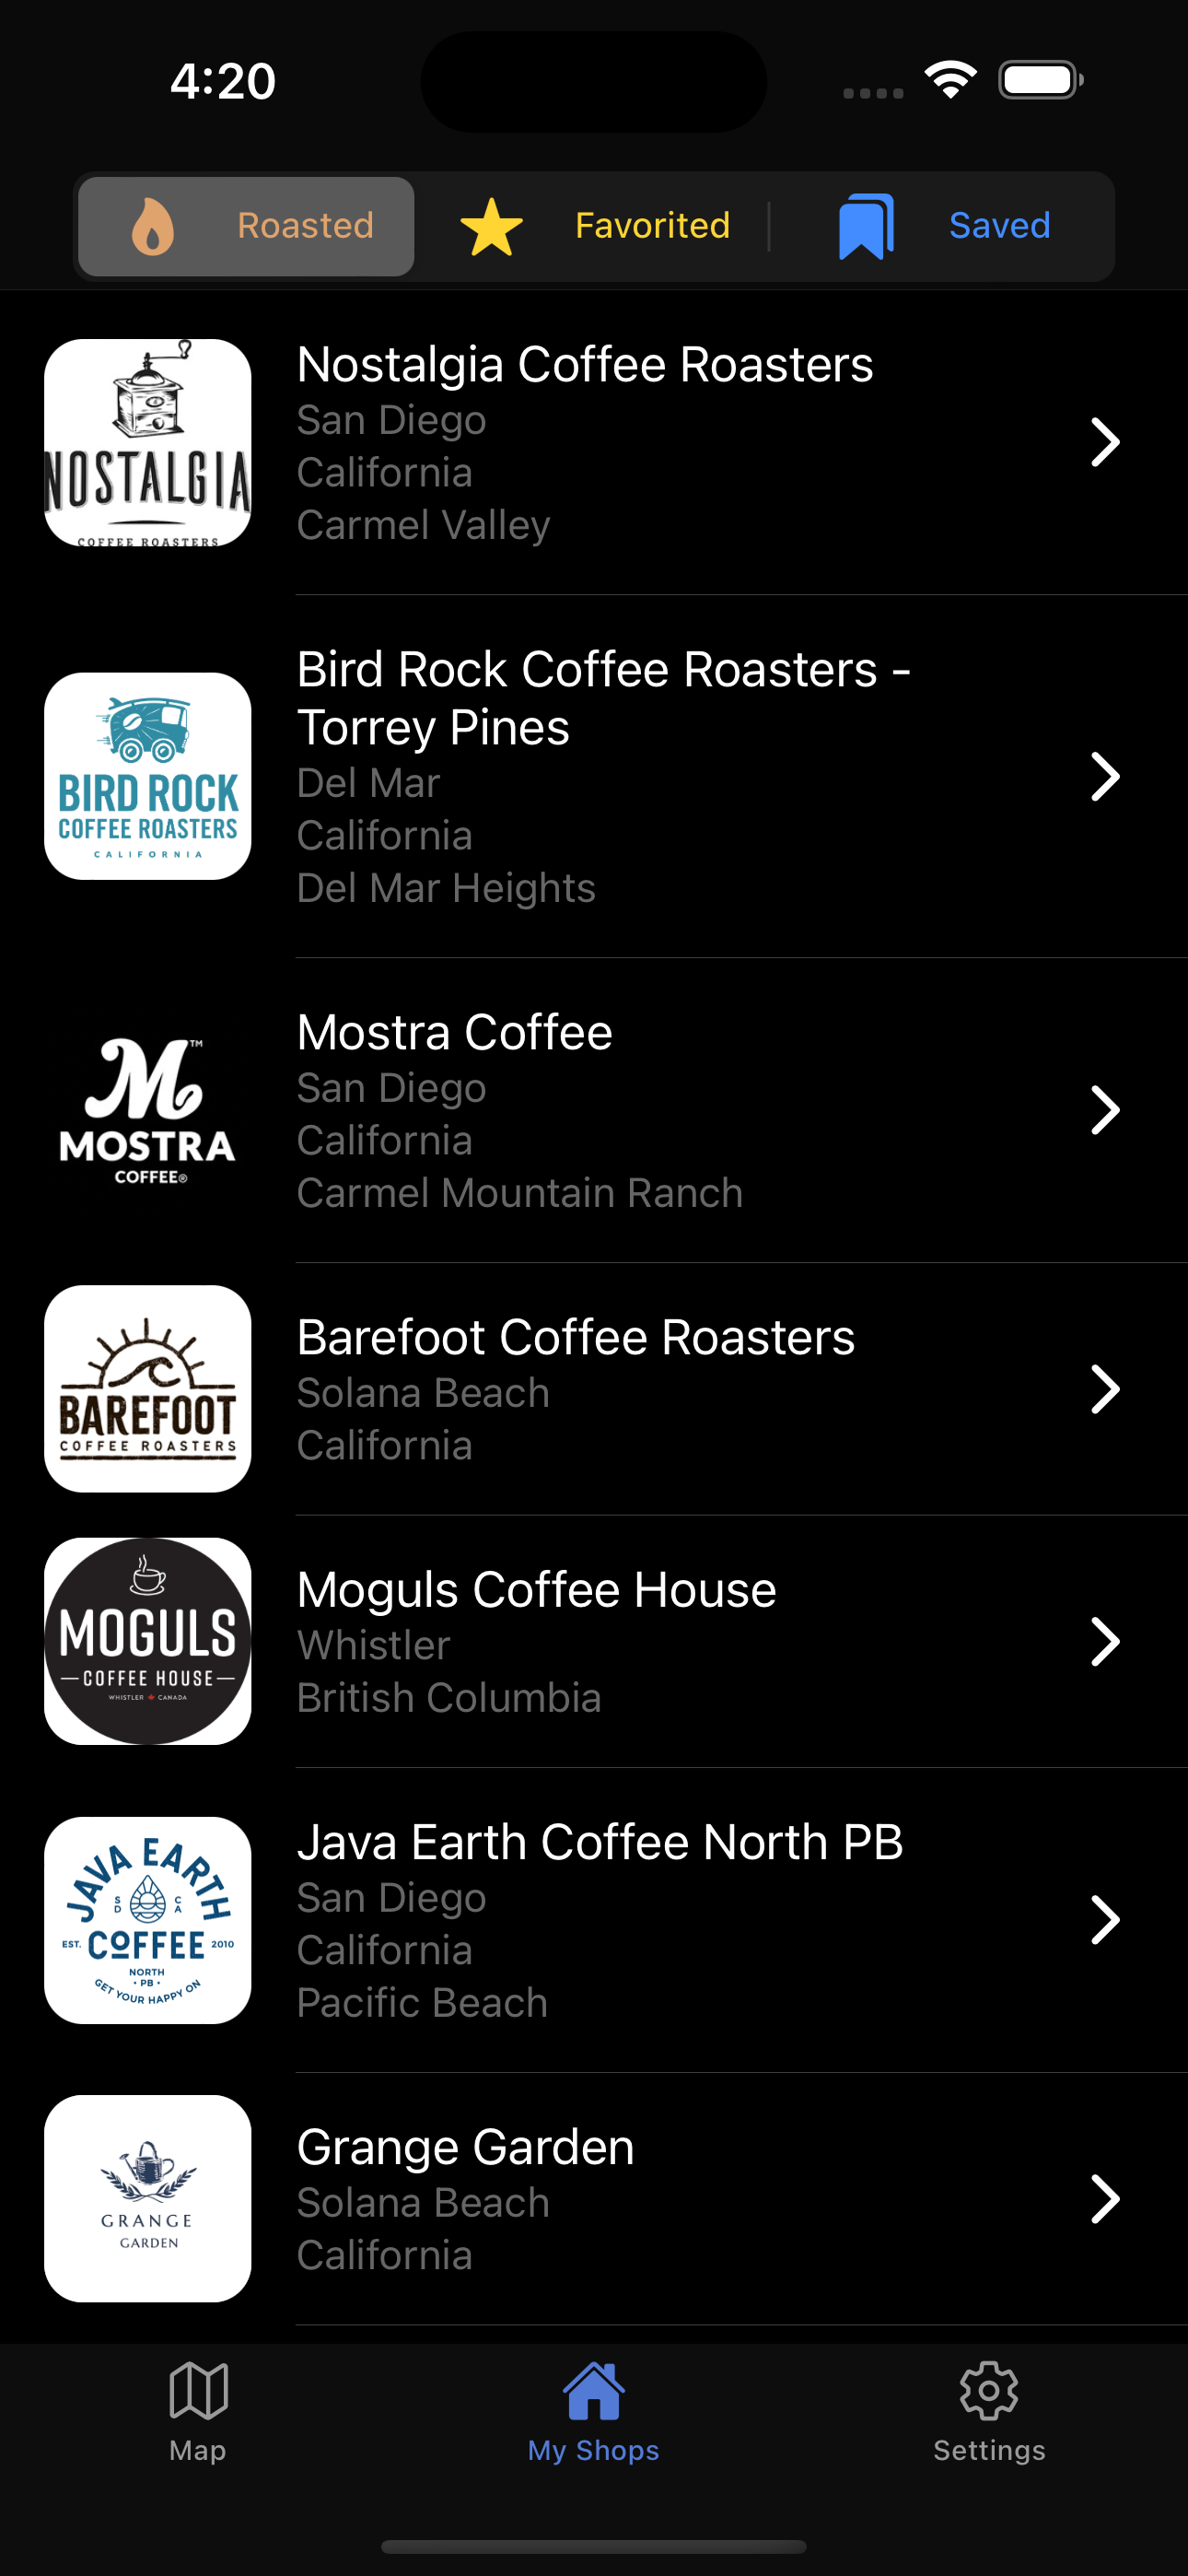 4:20
Roasted
Favorited
Saved
NOSTALGIA
COFFEE ROASTERS
Nostalgia Coffee Roasters
San Diego
California
Carmel Valley
BIRD ROCK
COFFEE ROASTERS
CALIFORNIA
Bird Rock Coffee Roasters -
Torrey Pines
Del Mar
California
Del Mar Heights
M™
MOSTRA
COFFEE®
Mostra Coffee
San Diego
California
Carmel Mountain Ranch
BAREFOOT
COFFEE ROASTERS
Barefoot Coffee Roasters
Solana Beach
California
MOGULS
COFFEE HOUSE
WHISTLER CANADA
Moguls Coffee House
Whistler
British Columbia
JAVA EARTH
SD CA
EST. COFFEE 2010
NORTH
• PB •
GET YOUR HAPPY ON
Java Earth Coffee North PB
San Diego
California
Pacific Beach
GRANGE
GARDEN
Grange Garden
Solana Beach
California
Map
My Shops
Settings